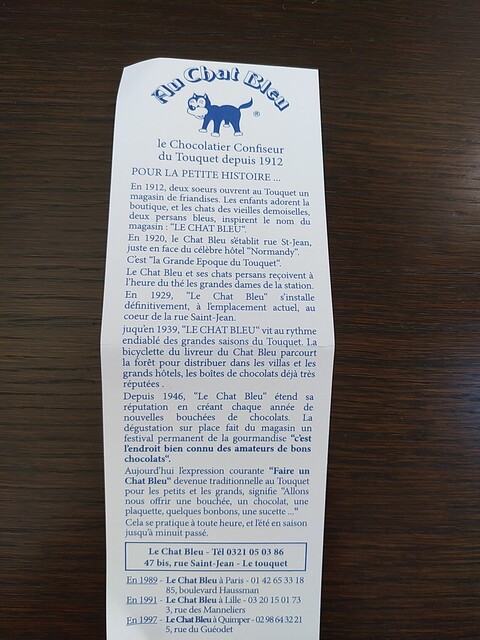 Au Chat Bleu
®
le Chocolatier Confiseur
du Touquet depuis 1912
POUR LA PETITE HISTOIRE ...
En 1912, deux soeurs ouvrent au Touquet un
magasin de friandises. Les enfants adorent la
boutique, et les chats des vieilles demoiselles,
deux persans bleus, inspirent le nom du
magasin : "LE CHAT BLEU".
En 1920, le Chat Bleu s'établit rue St-Jean,
juste en face du célèbre hôtel "Normandy".
C'est "la Grande Epoque du Touquet".
Le Chat Bleu et ses chats persans reçoivent à
l'heure du thé les grandes dames de la station.
En 1929, "Le Chat Bleu" s'installe
définitivement, à l'emplacement actuel, au
coeur de la rue Saint-Jean.
juqu'en 1939, "LE CHAT BLEU" vit au rythme
endiablé des grandes saisons du Touquet. La
bicyclette du livreur du Chat Bleu parcourt
la forêt pour distribuer dans les villas et les
grands hôtels, les boîtes de chocolats déjà très
réputées .
Depuis 1946, "Le Chat Bleu" étend sa
réputation en créant chaque année de
nouvelles bouchées de chocolats. La
dégustation sur place fait du magasin un
festival permanent de la gourmandise "c'est
l'endroit bien connu des amateurs de bons
chocolats".
Aujourd'hui l'expression courante "Faire un
Chat Bleu" devenue traditionnelle au Touquet
pour les petits et les grands, signifie "Allons
nous offrir une bouchée, un chocolat, une
plaquette, quelques bonbons, une sucette ..."
Cela se pratique à toute heure, et l'été en saison
jusqu'à minuit passé.
Le Chat Bleu - Tél 0321 05 03 86
47 bis, rue Saint-Jean - Le touquet
En 1989 - Le Chat Bleu à Paris - 01 42 65 33 18
85, boulevard Haussman
En 1991 - Le Chat Bleu à Lille - 03 20 15 01 73
3, rue des Manneliers
En 1997 - Le Chat Bleu à Quimper - 02 98 64 32 21
5, rue du Guéodet